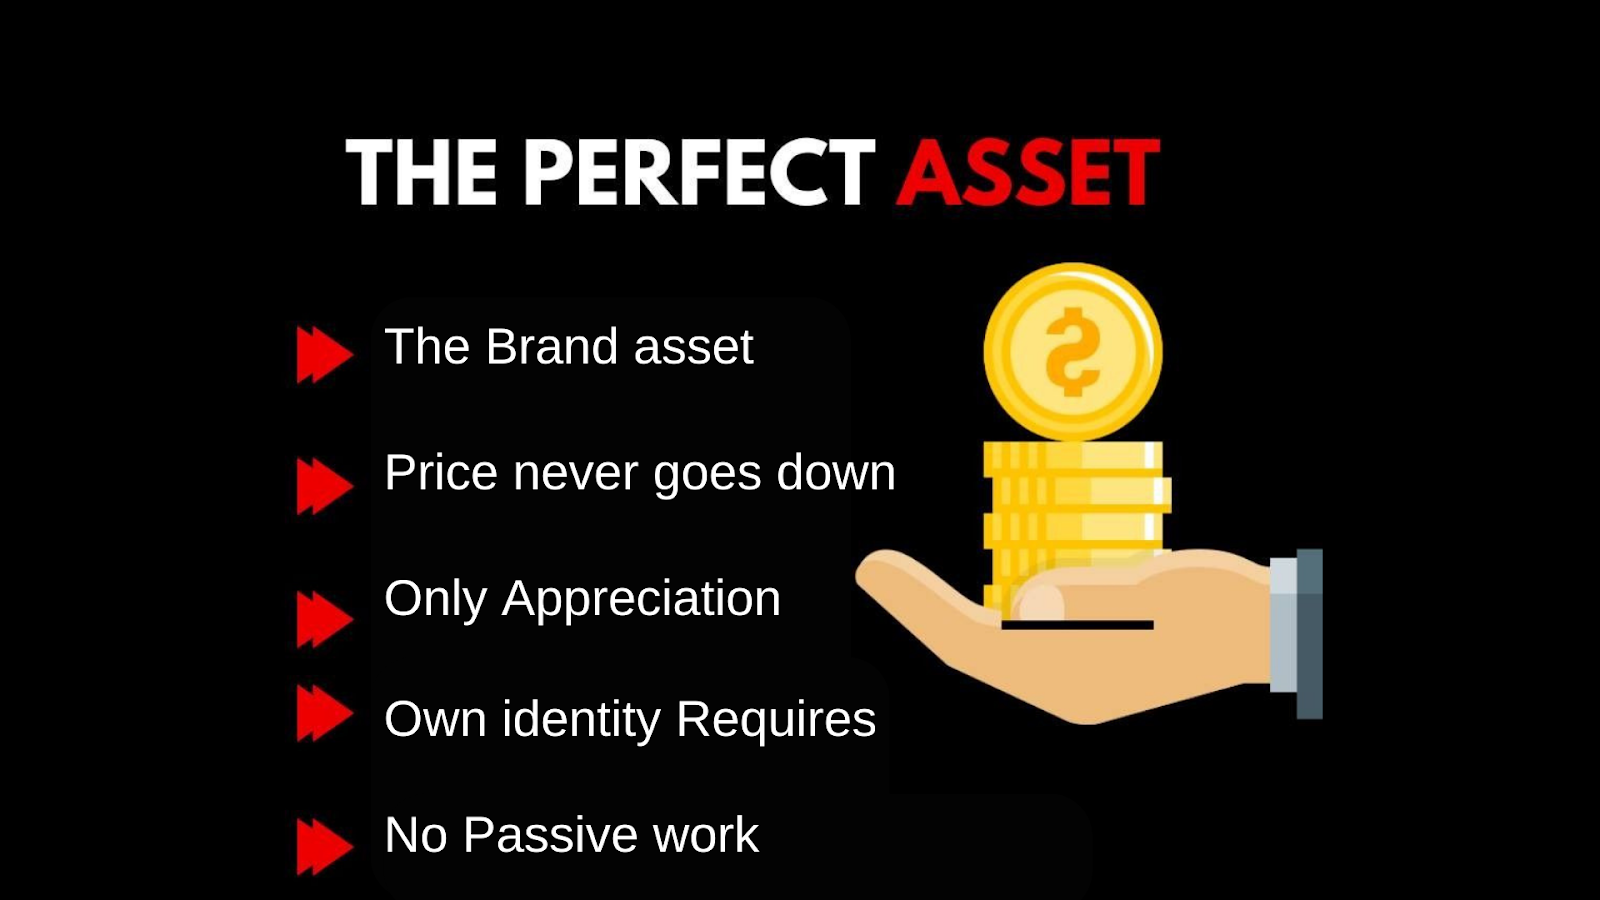 THE PERFECT ASSET
The Brand asset
Price never goes down
Only Appreciation
Own identity Requires
No Passive work